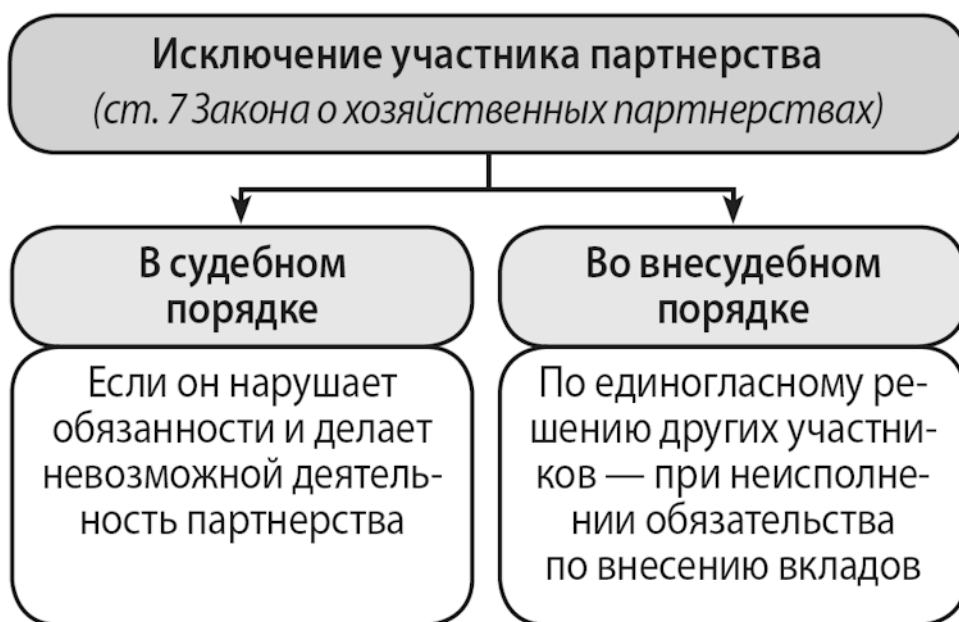 Исключение участника партнерства
(ст. 7 Закона о хозяйственных партнерствах)
В судебном
порядке
Если он нарушает
обязанности и делает
невозможной деятель-
ность партнерства
Во внесудебном
порядке
По единогласному ре-
шению других участни-
ков — при неисполне-
нии обязательства
по внесению вкладов